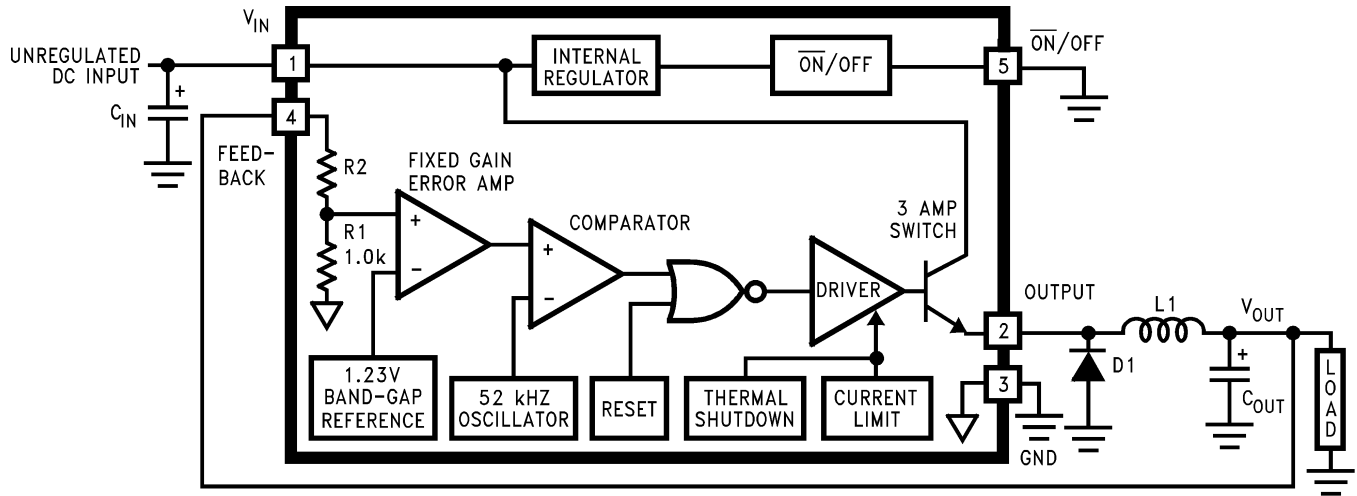 V_IN
UNREGULATED
DC INPUT
+
C_IN
1
4
FEED-
BACK
INTERNAL
REGULATOR
O̅N̅/OFF
5
O̅N̅/OFF
R2
R1
1.0k
FIXED GAIN
ERROR AMP
+
−
COMPARATOR
+
−
DRIVER
3 AMP
SWITCH
OUTPUT
2
3
GND
L1
D1
V_OUT
+
C_OUT
LOAD
1.23V
BAND-GAP
REFERENCE
52 kHZ
OSCILLATOR
RESET
THERMAL
SHUTDOWN
CURRENT
LIMIT